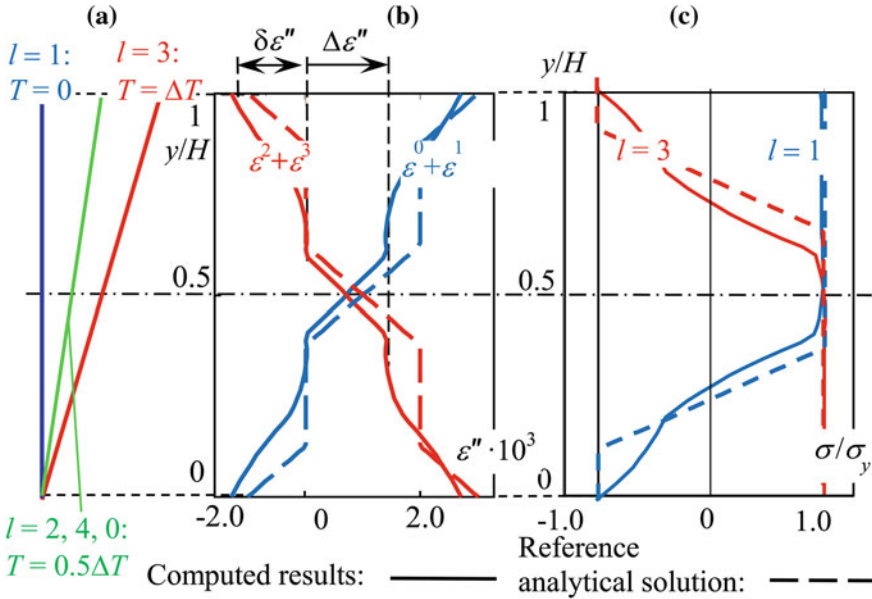 (a) (b) (c)
l = 1:
T = 0
l = 3:
T = ΔT
δε″ Δε″
y/H
1
y/H
1
ε²+ε³
ε⁰+ε¹
l = 3
l = 1
0.5
0.5
ε″ ·10³
σ/σ_y
0
0
-2.0 0 2.0
-1.0 0 1.0
l = 2, 4, 0:
T = 0.5ΔT
Computed results:
Reference
analytical solution: